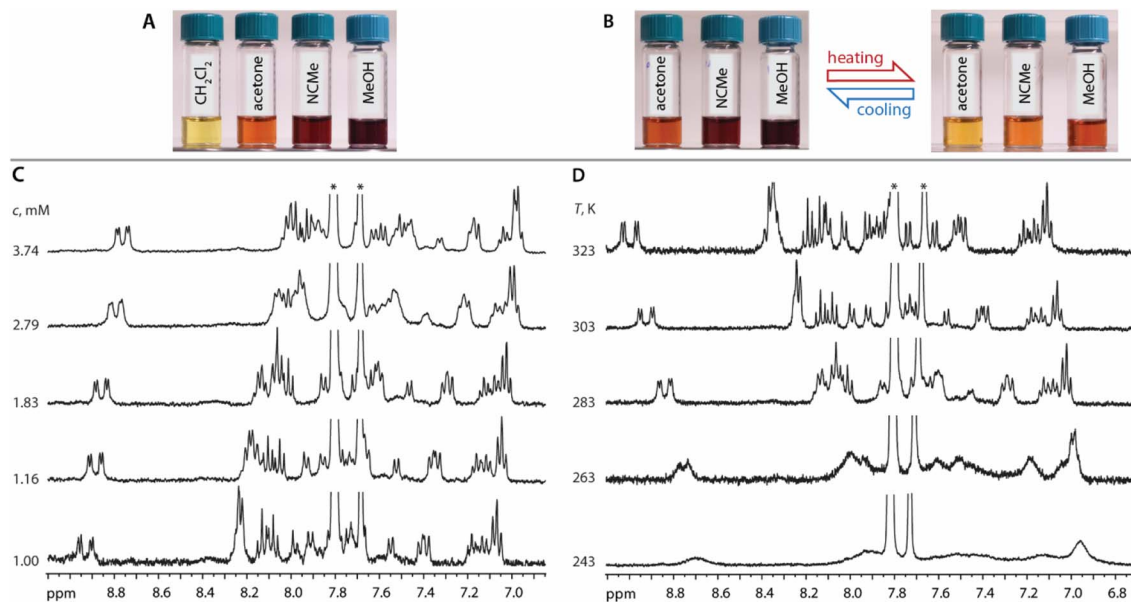 A
CH2Cl2
acetone
NCMe
MeOH
B
acetone
NCMe
MeOH
heating
cooling
acetone
NCMe
MeOH
C
c, mM
* *
3.74
2.79
1.83
1.16
1.00
ppm 8.8 8.6 8.4 8.2 8.0 7.8 7.6 7.4 7.2 7.0
D
T, K
* *
323
303
283
263
243
ppm 8.8 8.6 8.4 8.2 8.0 7.8 7.6 7.4 7.2 7.0 6.8